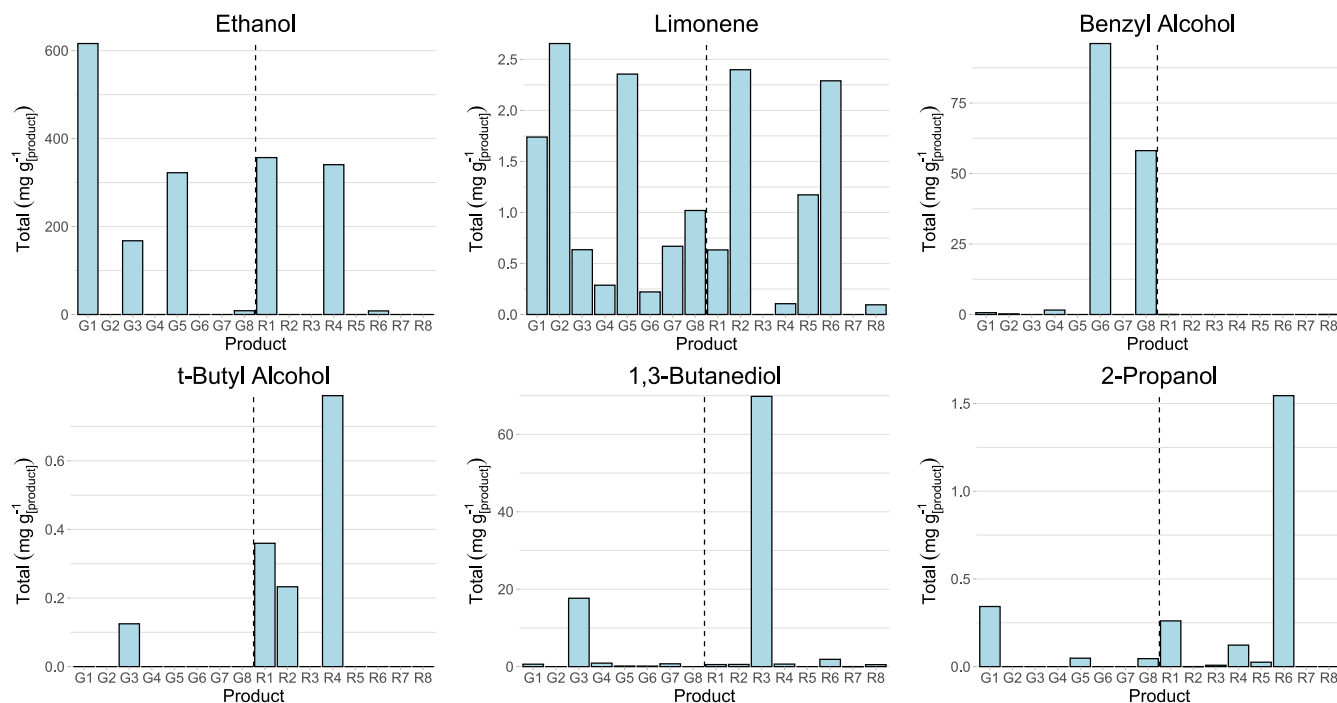 Ethanol
Total (mg g-1[product])
600
400
200
0
G1 G2 G3 G4 G5 G6 G7 G8 R1 R2 R3 R4 R5 R6 R7 R8
Product
Limonene
Total (mg g-1[product])
2.5
2.0
1.5
1.0
0.5
0.0
G1 G2 G3 G4 G5 G6 G7 G8 R1 R2 R3 R4 R5 R6 R7 R8
Product
Benzyl Alcohol
Total (mg g-1[product])
75
50
25
0
G1 G2 G3 G4 G5 G6 G7 G8 R1 R2 R3 R4 R5 R6 R7 R8
Product
t-Butyl Alcohol
Total (mg g-1[product])
0.6
0.4
0.2
0.0
G1 G2 G3 G4 G5 G6 G7 G8 R1 R2 R3 R4 R5 R6 R7 R8
Product
1,3-Butanediol
Total (mg g-1[product])
60
40
20
0
G1 G2 G3 G4 G5 G6 G7 G8 R1 R2 R3 R4 R5 R6 R7 R8
Product
2-Propanol
Total (mg g-1[product])
1.5
1.0
0.5
0.0
G1 G2 G3 G4 G5 G6 G7 G8 R1 R2 R3 R4 R5 R6 R7 R8
Product